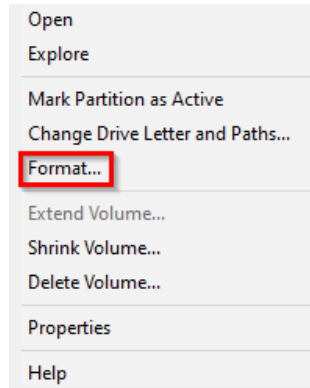 Open
Explore
Mark Partition as Active
Change Drive Letter and Paths...
Format...
Extend Volume...
Shrink Volume...
Delete Volume...
Properties
Help